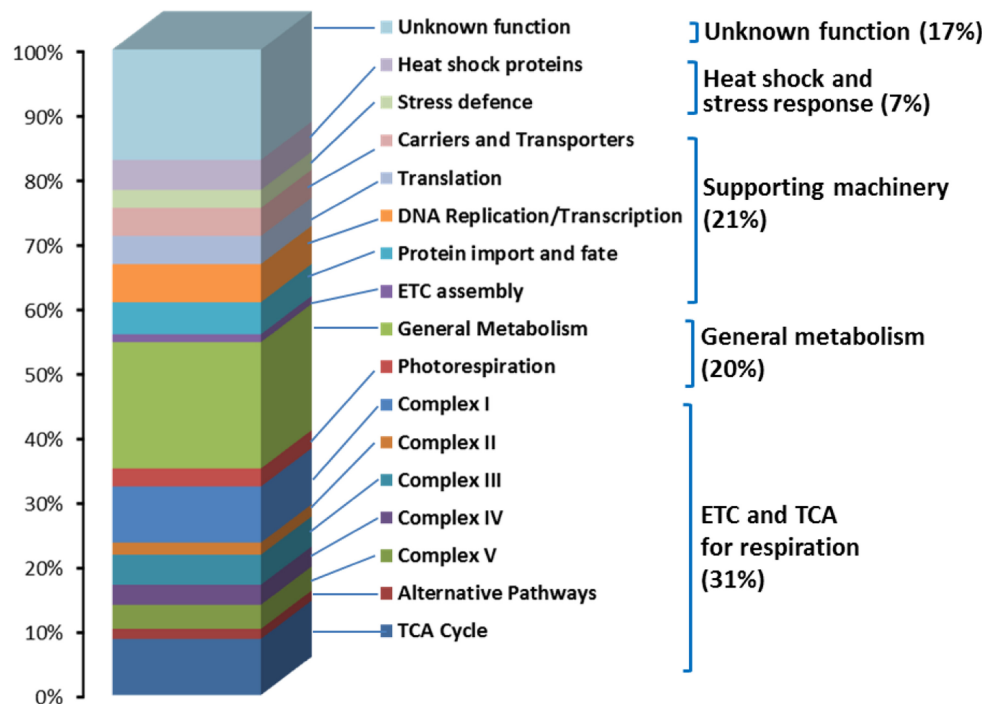 100%
90%
80%
70%
60%
50%
40%
30%
20%
10%
0%
Unknown function
Heat shock proteins
Stress defence
Carriers and Transporters
Translation
DNA Replication/Transcription
Protein import and fate
ETC assembly
General Metabolism
Photorespiration
Complex I
Complex II
Complex III
Complex IV
Complex V
Alternative Pathways
TCA Cycle
Unknown function (17%)
Heat shock and
stress response (7%)
Supporting machinery
(21%)
General metabolism
(20%)
ETC and TCA
for respiration
(31%)